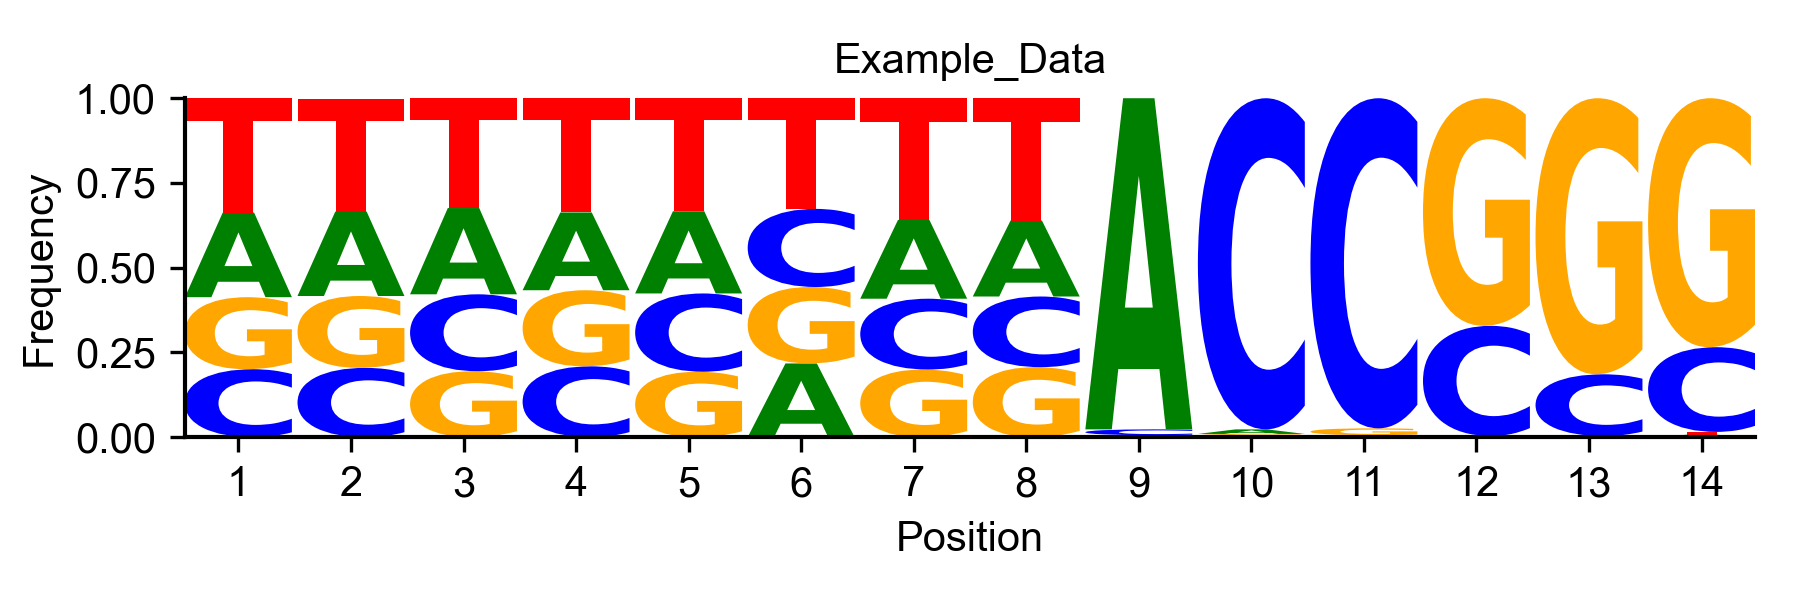 Example_Data
1.00
0.75
0.50
0.25
0.00
Frequency
T T T T T T T T A C C G G G
A A A A A C A A C A G C C C
G G C G C G C C T
C C G C G A G G
1 2 3 4 5 6 7 8 9 10 11 12 13 14
Position